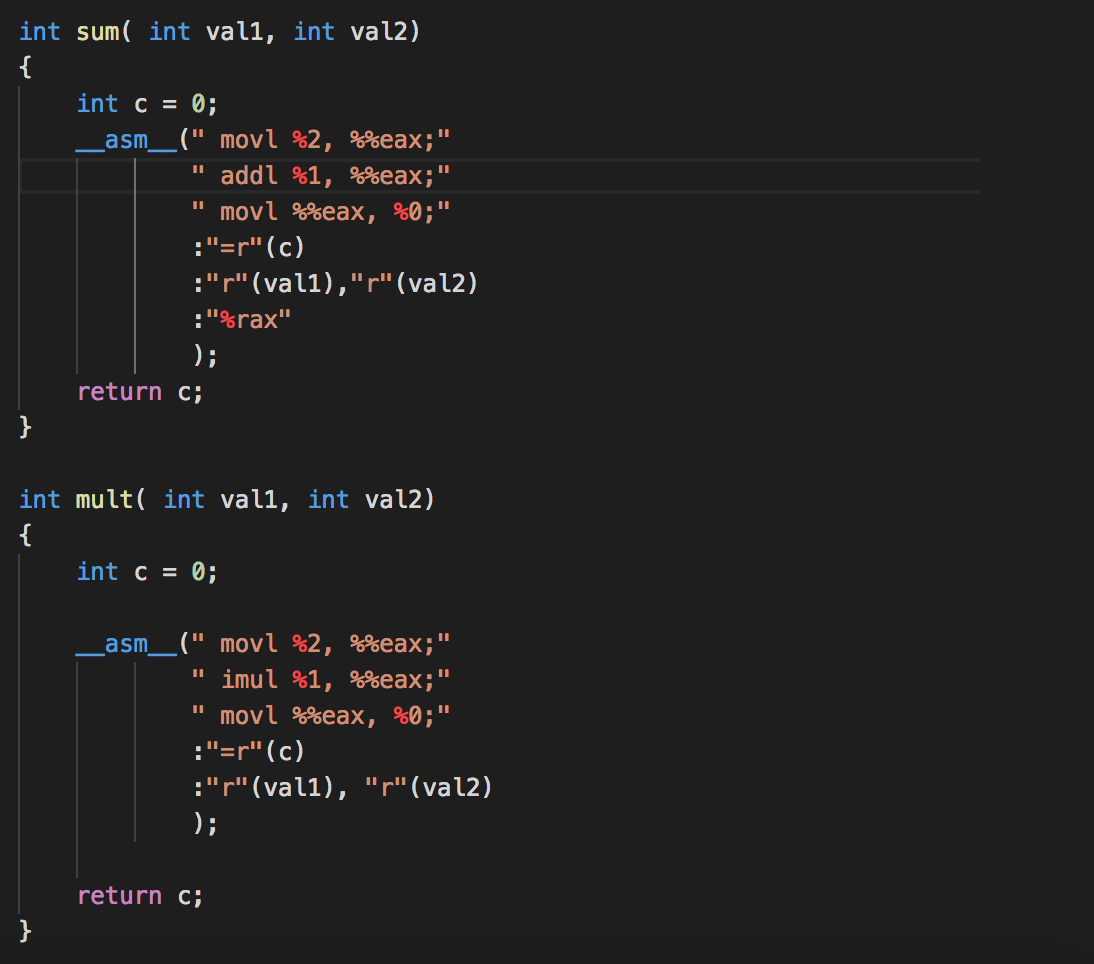 int sum( int val1, int val2)
{
    int c = 0;
    __asm__(" movl %2, %%eax;"
            " addl %1, %%eax;"
            " movl %%eax, %0;"
            :"=r"(c)
            :"r"(val1),"r"(val2)
            :"%rax"
            );
    return c;
}

int mult( int val1, int val2)
{
    int c = 0;

    __asm__(" movl %2, %%eax;"
            " imul %1, %%eax;"
            " movl %%eax, %0;"
            :"=r"(c)
            :"r"(val1), "r"(val2)
            );

    return c;
}